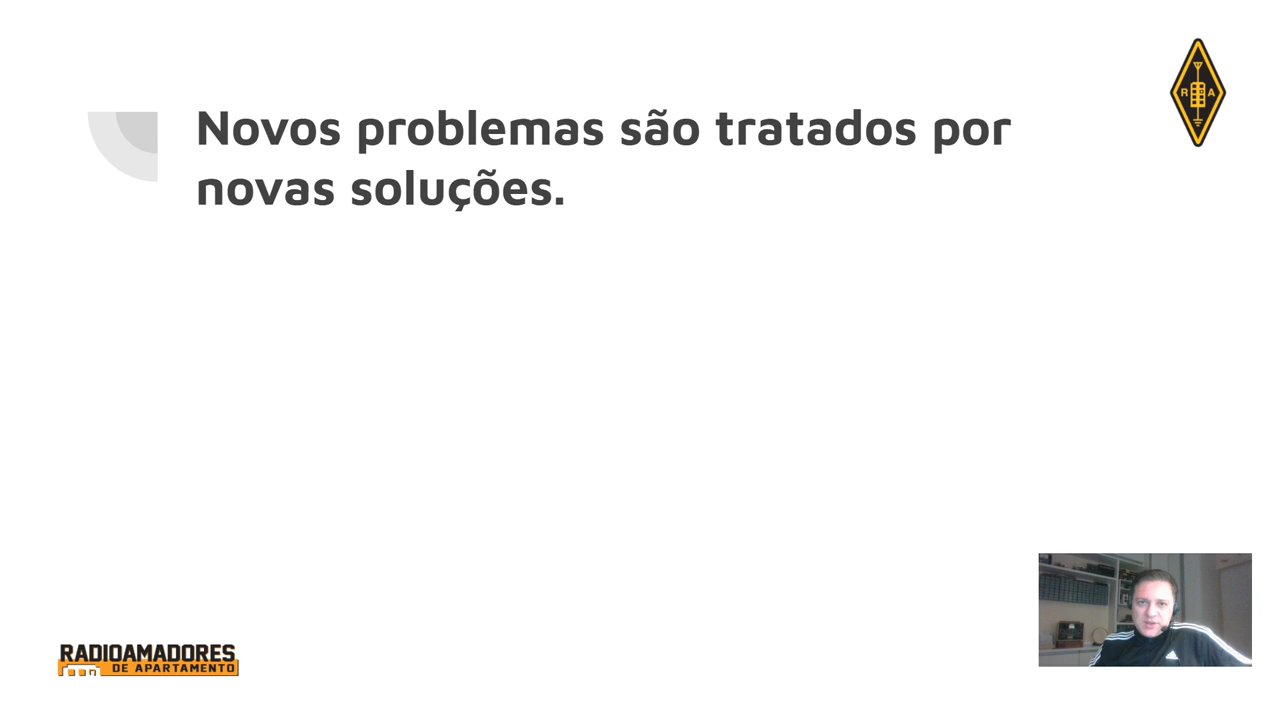 Novos problemas são tratados por
novas soluções.
R A
RADIOAMADORES
DE APARTAMENTO